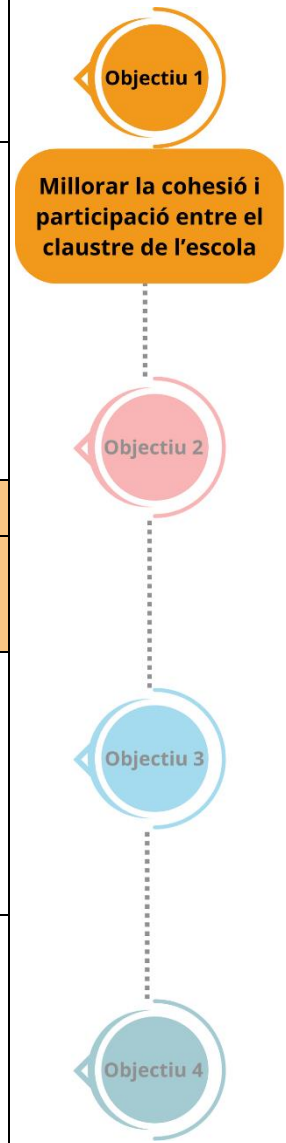 Objectiu 1
Millorar la cohesió i
participació entre el
claustre de l'escola
Objectiu 2
Objectiu 3
Objectiu 4